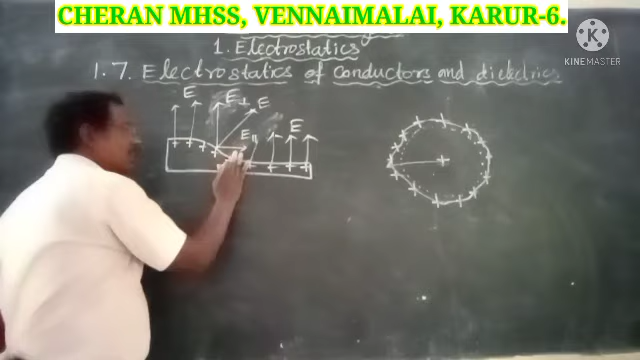 CHERAN MHSS, VENNAIMALAI, KARUR-6.
1. Electrostatics
1.7. Electrostatics of conductors and dielectrics
K
KINEMASTER
E E⊥ E
E|| E
+ + + +
+ + + +
+